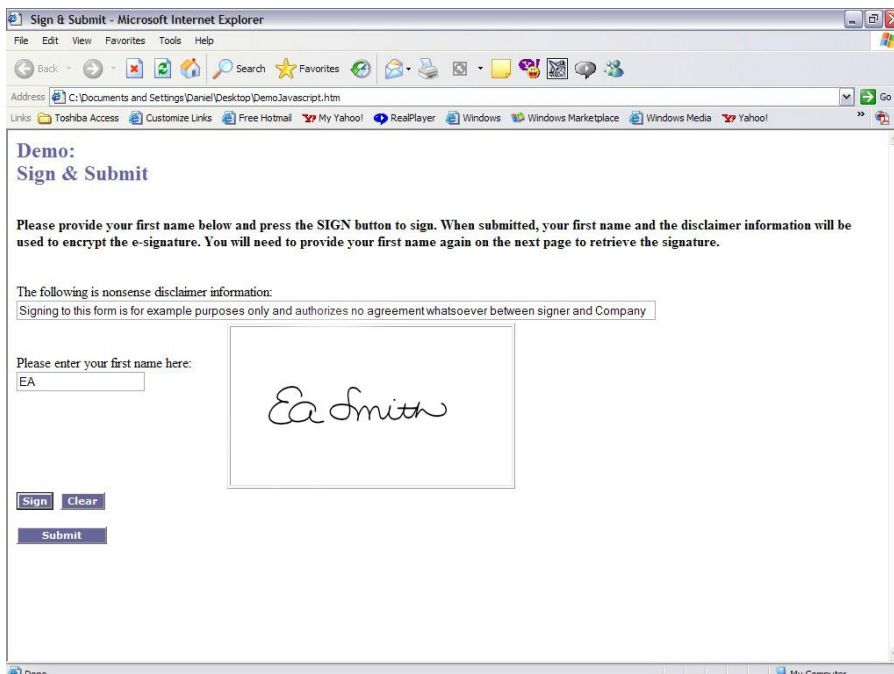 Sign & Submit - Microsoft Internet Explorer
File Edit View Favorites Tools Help
Back Search Favorites
Address C:\Documents and Settings\Daniel\Desktop\DemoJavascript.htm Go
Links Toshiba Access Customize Links Free Hotmail My Yahoo! RealPlayer Windows Windows Marketplace Windows Media Yahoo! »
Demo:
Sign & Submit
Please provide your first name below and press the SIGN button to sign. When submitted, your first name and the disclaimer information will be
used to encrypt the e-signature. You will need to provide your first name again on the next page to retrieve the signature.
The following is nonsense disclaimer information:
Signing to this form is for example purposes only and authorizes no agreement whatsoever between signer and Company
Please enter your first name here:
EA
Ea Smith
Sign Clear
Submit
Done My Computer